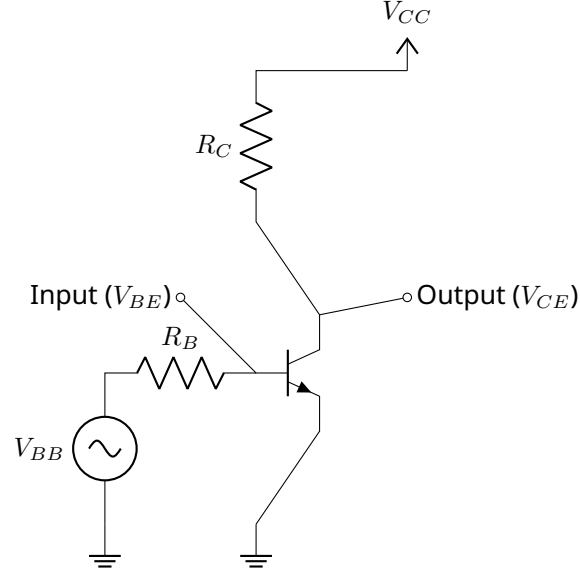 V_CC
R_C
Input (V_BE)
Output (V_CE)
R_B
V_BB